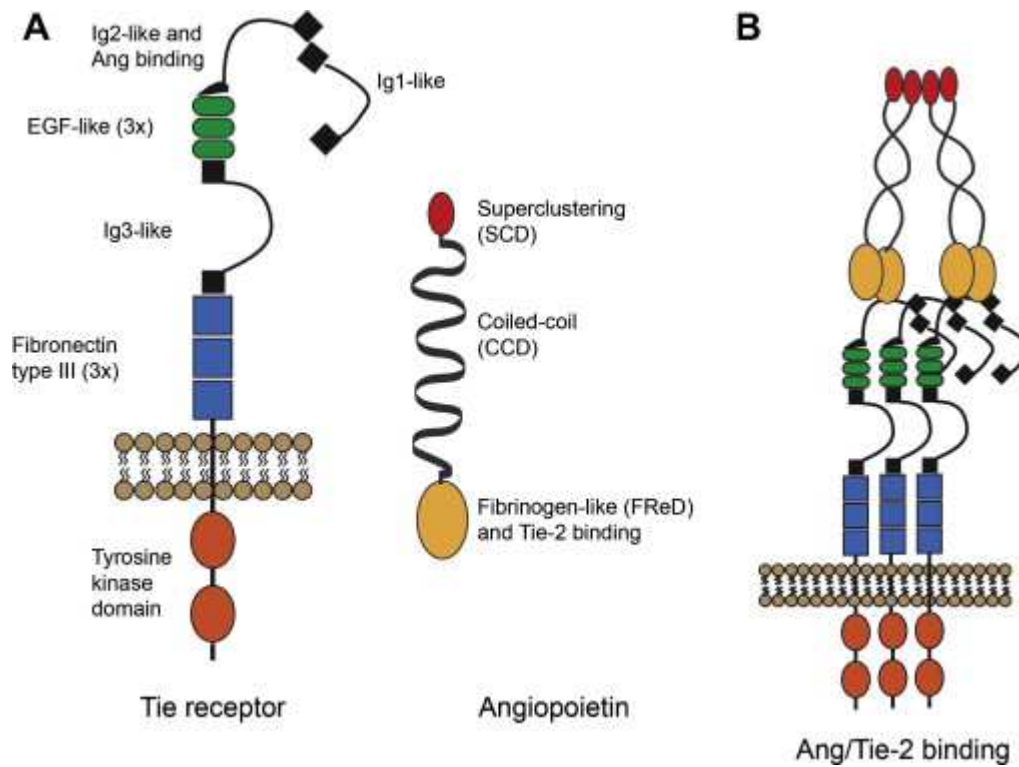 A
Ig2-like and
Ang binding
Ig1-like
EGF-like (3x)
Ig3-like
Fibronectin
type III (3x)
Tyrosine
kinase
domain
Tie receptor
Superclustering
(SCD)
Coiled-coil
(CCD)
Fibrinogen-like (FReD)
and Tie-2 binding
Angiopoietin
B
Ang/Tie-2 binding